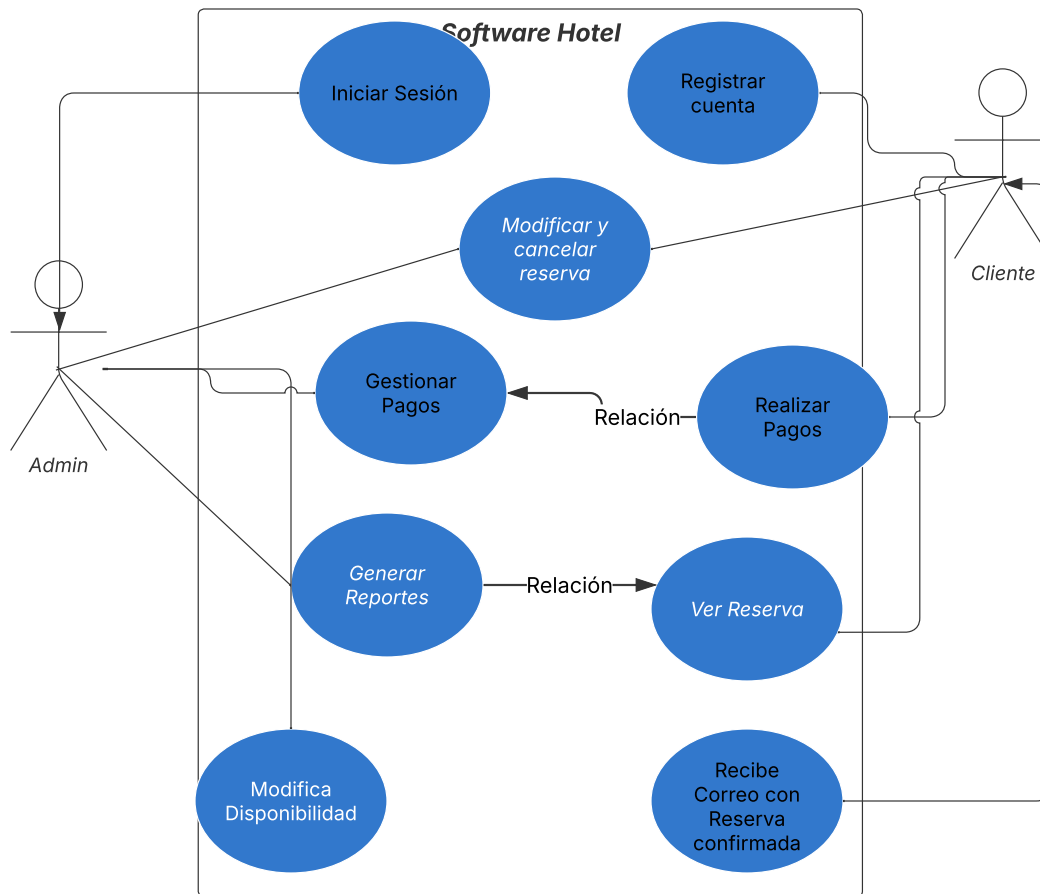 Software Hotel
Iniciar Sesión
Registrar
cuenta
Modificar y
cancelar
reserva
Cliente
Gestionar
Pagos
Relación
Realizar
Pagos
Admin
Generar
Reportes
Relación
Ver Reserva
Modifica
Disponibilidad
Recibe
Correo con
Reserva
confirmada